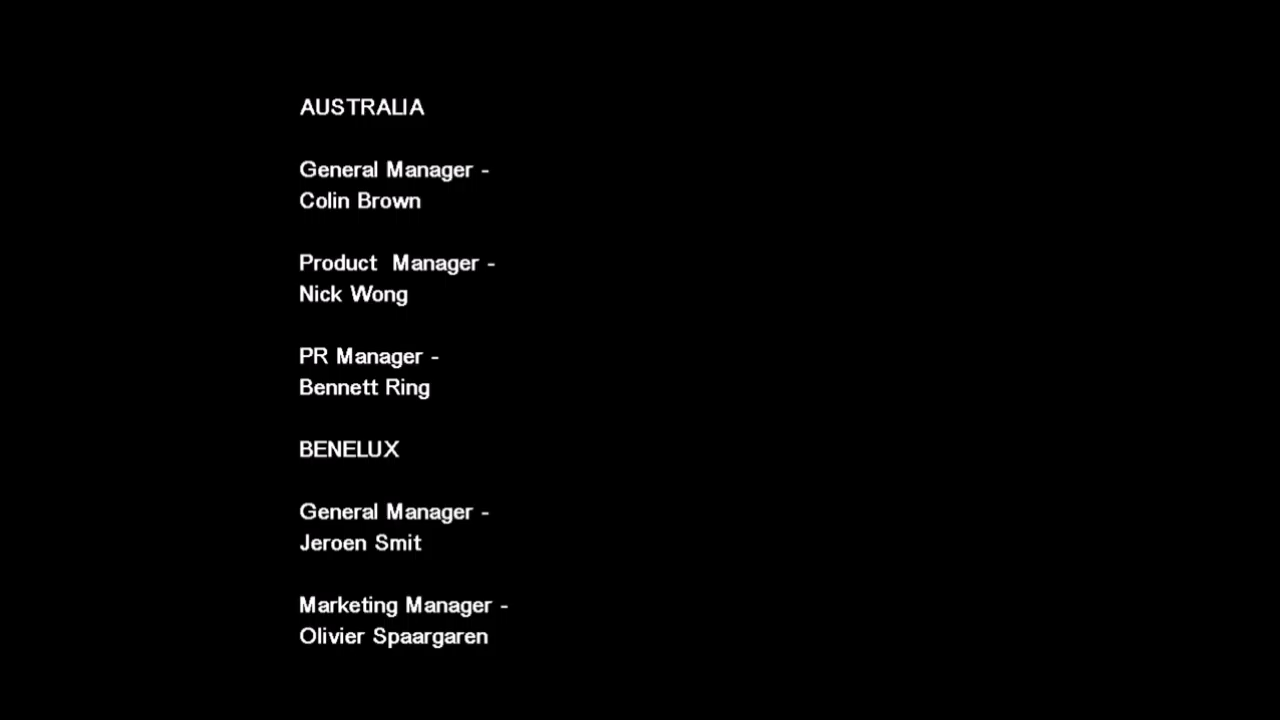 AUSTRALIA
General Manager -
Colin Brown
Product  Manager -
Nick Wong
PR Manager -
Bennett Ring
BENELUX
General Manager -
Jeroen Smit
Marketing Manager -
Olivier Spaargaren